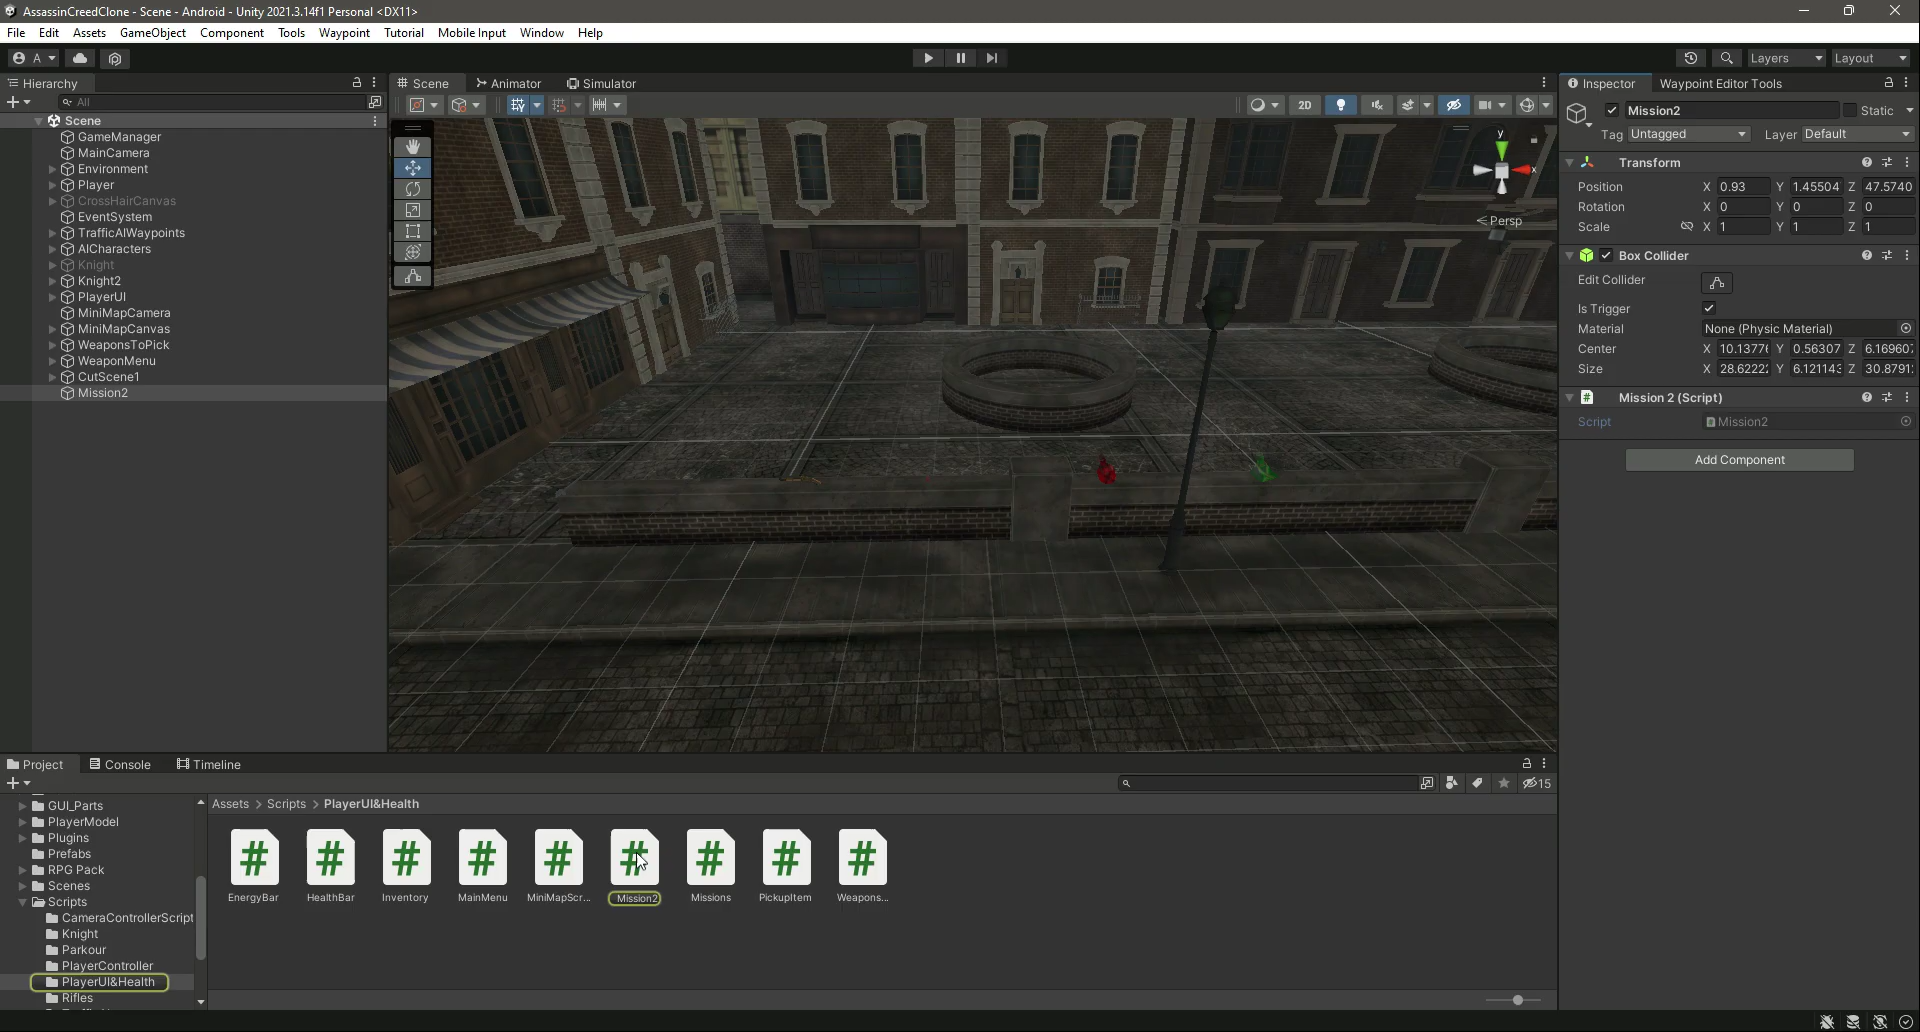 AssassinCreedClone - Scene - Android - Unity 2021.3.14f1 Personal <DX11>
File Edit Assets GameObject Component Tools Waypoint Tutorial Mobile Input Window Help
A Layers Layout
Hierarchy
All
Scene
GameManager
MainCamera
Environment
Player
CrossHairCanvas
EventSystem
TrafficAIWaypoints
AICharacters
Knight
Knight2
PlayerUI
MiniMapCamera
MiniMapCanvas
WeaponsToPick
WeaponMenu
CutScene1
Mission2
Scene Animator Simulator
2D
y
x
Persp
Inspector Waypoint Editor Tools
Mission2 Static
Tag Untagged Layer Default
Transform
Position X 0.93 Y 1.45504 Z 47.5740
Rotation X 0 Y 0 Z 0
Scale X 1 Y 1 Z 1
Box Collider
Edit Collider
Is Trigger
Material None (Physic Material)
Center X 10.1377 Y 0.56307 Z 6.16960
Size X 28.6222 Y 6.12114 Z 30.8791
Mission 2 (Script)
Script Mission2
Add Component
Project Console Timeline
15
GUI_Parts
PlayerModel
Plugins
Prefabs
RPG Pack
Scenes
Scripts
CameraControllerScript
Knight
Parkour
PlayerController
PlayerUI&Health
Rifles
Assets > Scripts > PlayerUI&Health
EnergyBar HealthBar Inventory MainMenu MiniMapScr... Mission2 Missions PickupItem Weapons...